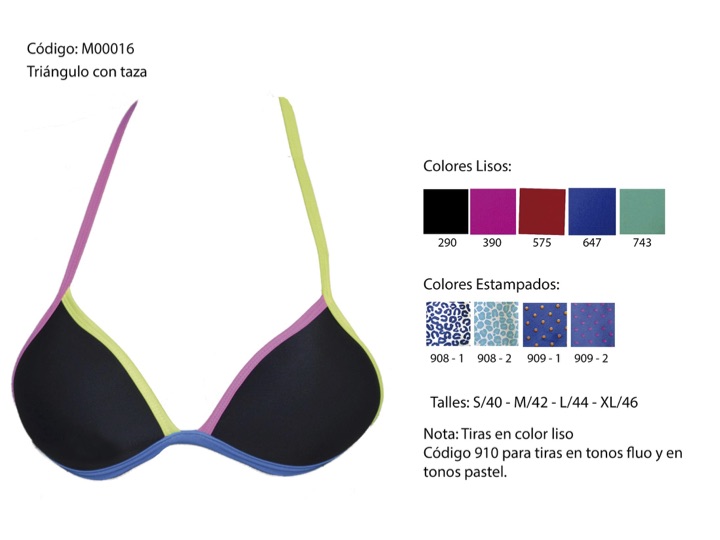 Código: M00016
Triángulo con taza
Colores Lisos:
290 390 575 647 743
Colores Estampados:
908 - 1 908 - 2 909 - 1 909 - 2
Talles: S/40 - M/42 - L/44 - XL/46
Nota: Tiras en color liso
Código 910 para tiras en tonos fluo y en
tonos pastel.